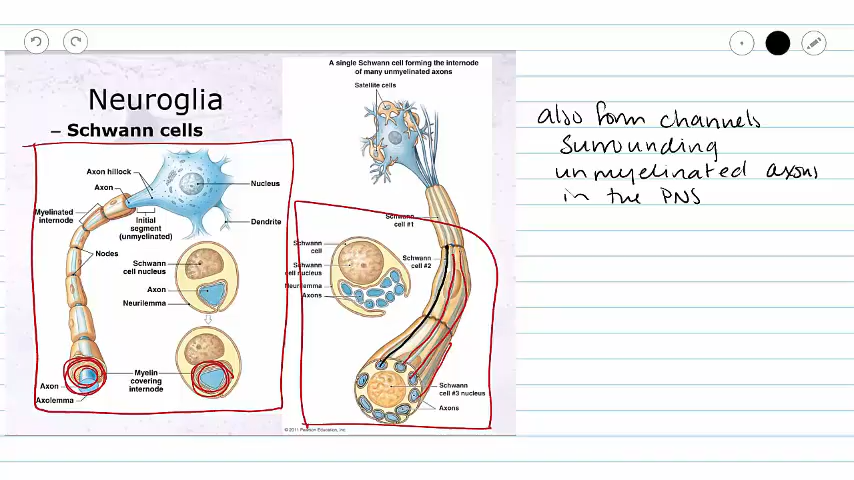 Neuroglia
– Schwann cells
Axon hillock
Axon
Myelinated
internode
Initial
segment
(unmyelinated)
Nucleus
Dendrite
Nodes
Schwann
cell nucleus
Axon
Neurilemma
Myelin
covering
internode
Axon
Axolemma
A single Schwann cell forming the internode
of many unmyelinated axons
Satellite cells
Schwann
cell #1
Schwann
cell
Schwann
cell nucleus
Neurilemma
Axons
Schwann
cell #2
Schwann
cell #3 nucleus
Axons
© 2011 Pearson Education, Inc
also form channels
surrounding
unmyelinated axons
in the PNS